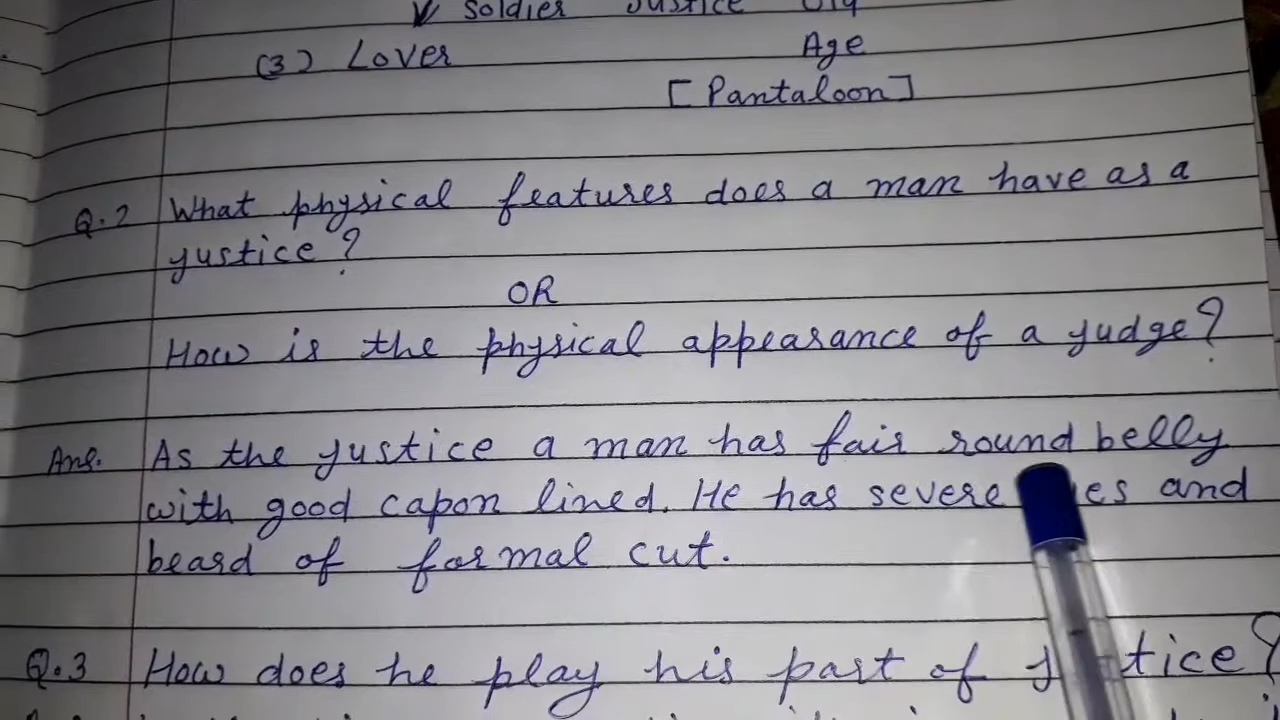 soldier Justice Old
(3) Lover Age
[Pantaloon]
Q.2 What physical features does a man have as a
justice?
OR
How is the physical appearance of a judge?
Ans. As the justice a man has fair round belly
with good capon lined. He has severe and
beard of formal cut.
Q.3 How does he play his part of